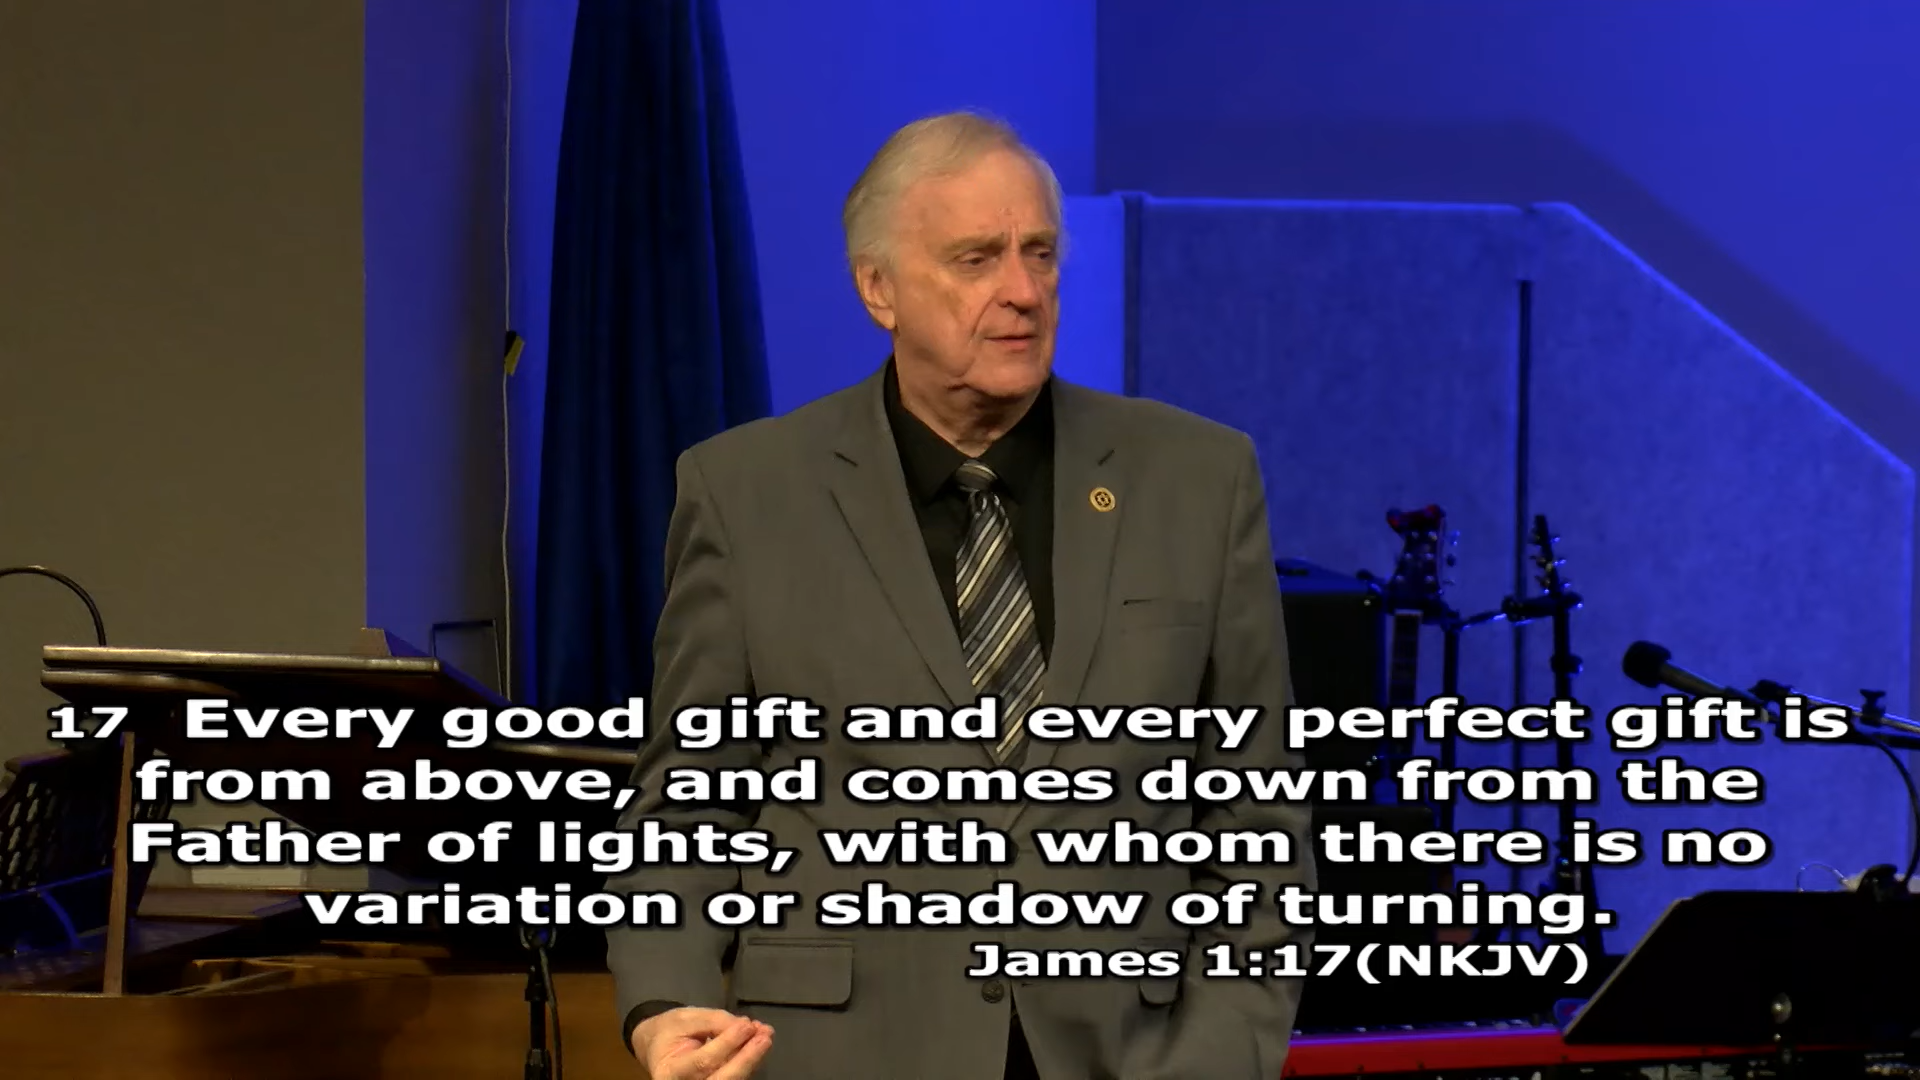 17 Every good gift and every perfect gift is
from above, and comes down from the
Father of lights, with whom there is no
variation or shadow of turning.
James 1:17(NKJV)